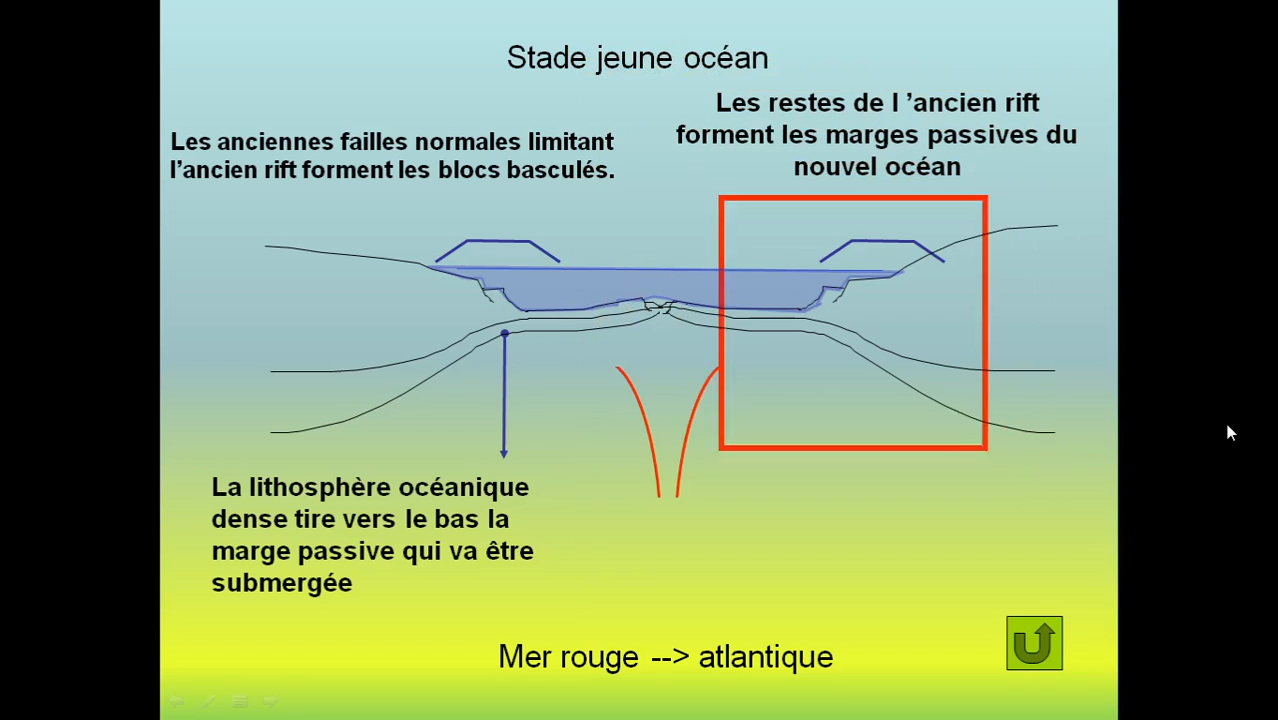 Stade jeune océan
Les anciennes failles normales limitant
l’ancien rift forment les blocs basculés.
Les restes de l ’ancien rift
forment les marges passives du
nouvel océan
La lithosphère océanique
dense tire vers le bas la
marge passive qui va être
submergée
Mer rouge --> atlantique